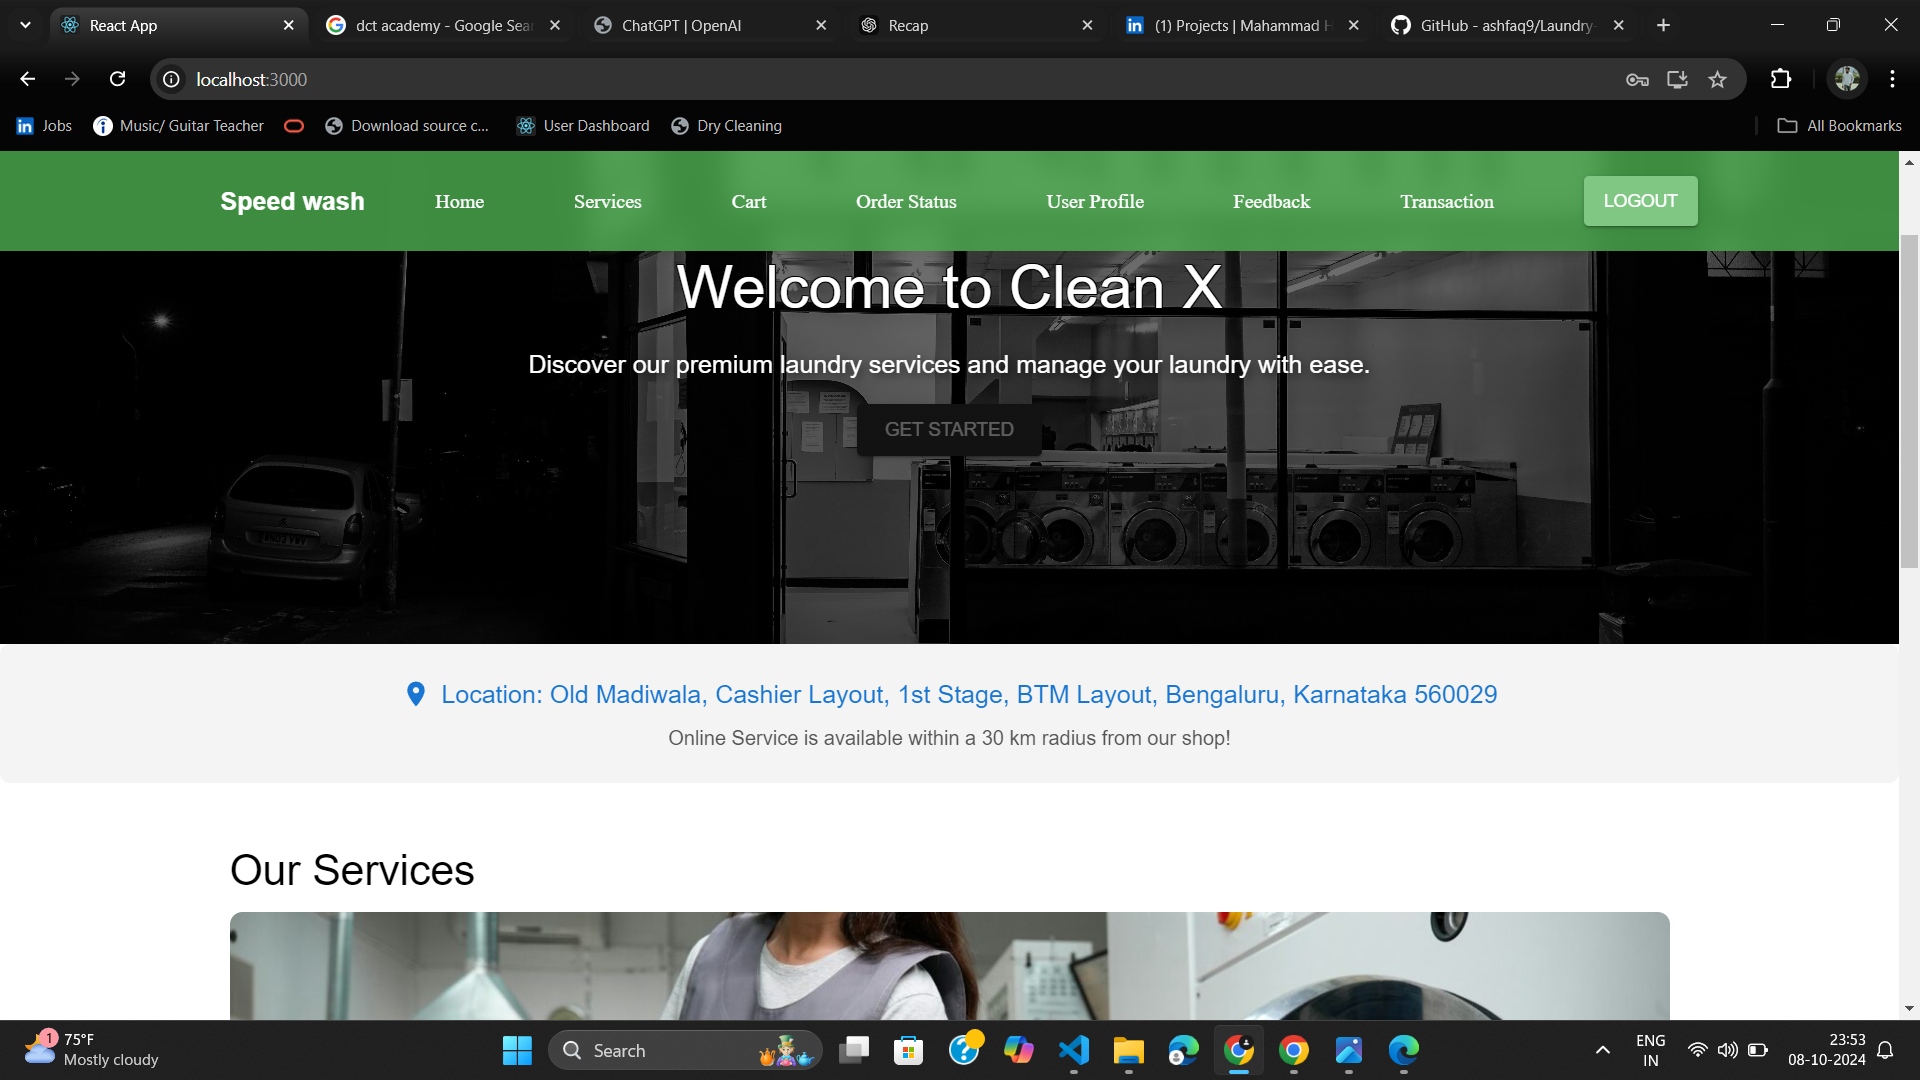 React App
dct academy - Google Sea
ChatGPT | OpenAI
Recap
(1) Projects | Mahammad H
GitHub - ashfaq9/Laundry-
localhost:3000
Jobs
Music/ Guitar Teacher
Download source c...
User Dashboard
Dry Cleaning
All Bookmarks
Speed wash
Home
Services
Cart
Order Status
User Profile
Feedback
Transaction
LOGOUT
Welcome to Clean X
Discover our premium laundry services and manage your laundry with ease.
GET STARTED
Location: Old Madiwala, Cashier Layout, 1st Stage, BTM Layout, Bengaluru, Karnataka 560029
Online Service is available within a 30 km radius from our shop!
Our Services
1
75°F
Mostly cloudy
Search
ENG
IN
23:53
08-10-2024